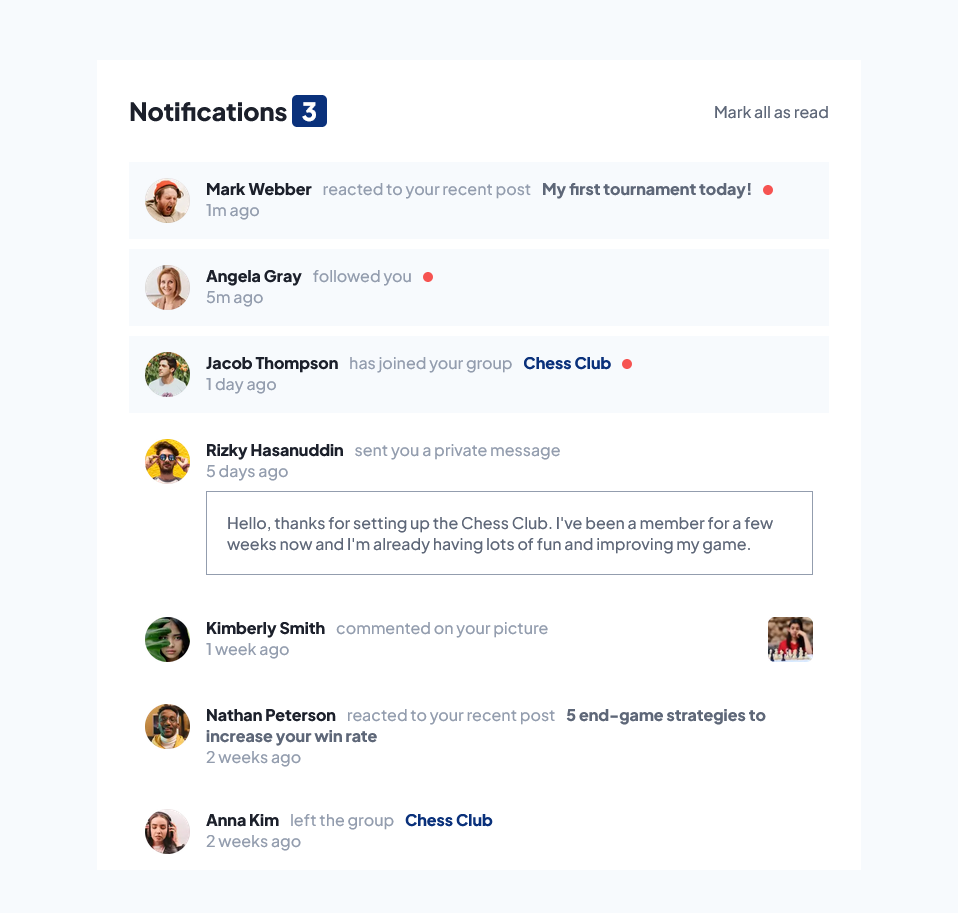 Notifications 3
Mark all as read
Mark Webber reacted to your recent post My first tournament today!
1m ago
Angela Gray followed you
5m ago
Jacob Thompson has joined your group Chess Club
1 day ago
Rizky Hasanuddin sent you a private message
5 days ago
Hello, thanks for setting up the Chess Club. I've been a member for a few
weeks now and I'm already having lots of fun and improving my game.
Kimberly Smith commented on your picture
1 week ago
Nathan Peterson reacted to your recent post 5 end-game strategies to
increase your win rate
2 weeks ago
Anna Kim left the group Chess Club
2 weeks ago